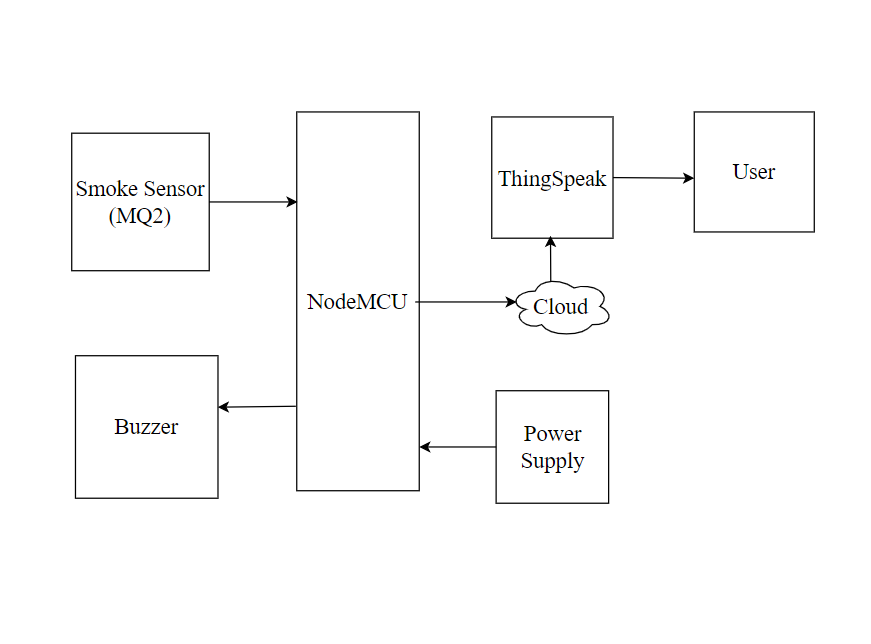 Smoke Sensor
(MQ2)
NodeMCU
ThingSpeak
User
Cloud
Buzzer
Power
Supply